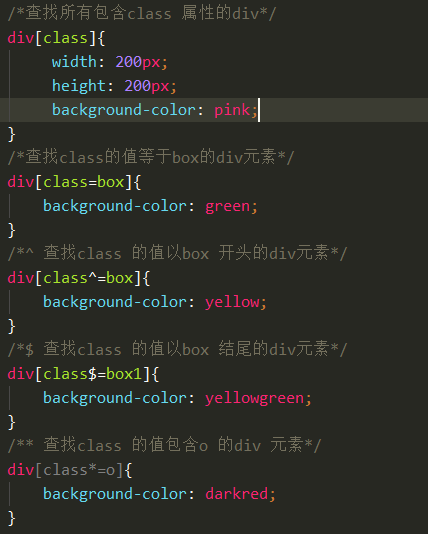 /*查找所有包含class 属性的div*/
div[class]{
width: 200px;
height: 200px;
background-color: pink;
}
/*查找class的值等于box的div元素*/
div[class=box]{
background-color: green;
}
/*^ 查找class 的值以box 开头的div元素*/
div[class^=box]{
background-color: yellow;
}
/*$ 查找class 的值以box 结尾的div元素*/
div[class$=box1]{
background-color: yellowgreen;
}
/** 查找class 的值包含o 的div 元素*/
div[class*=o]{
background-color: darkred;
}